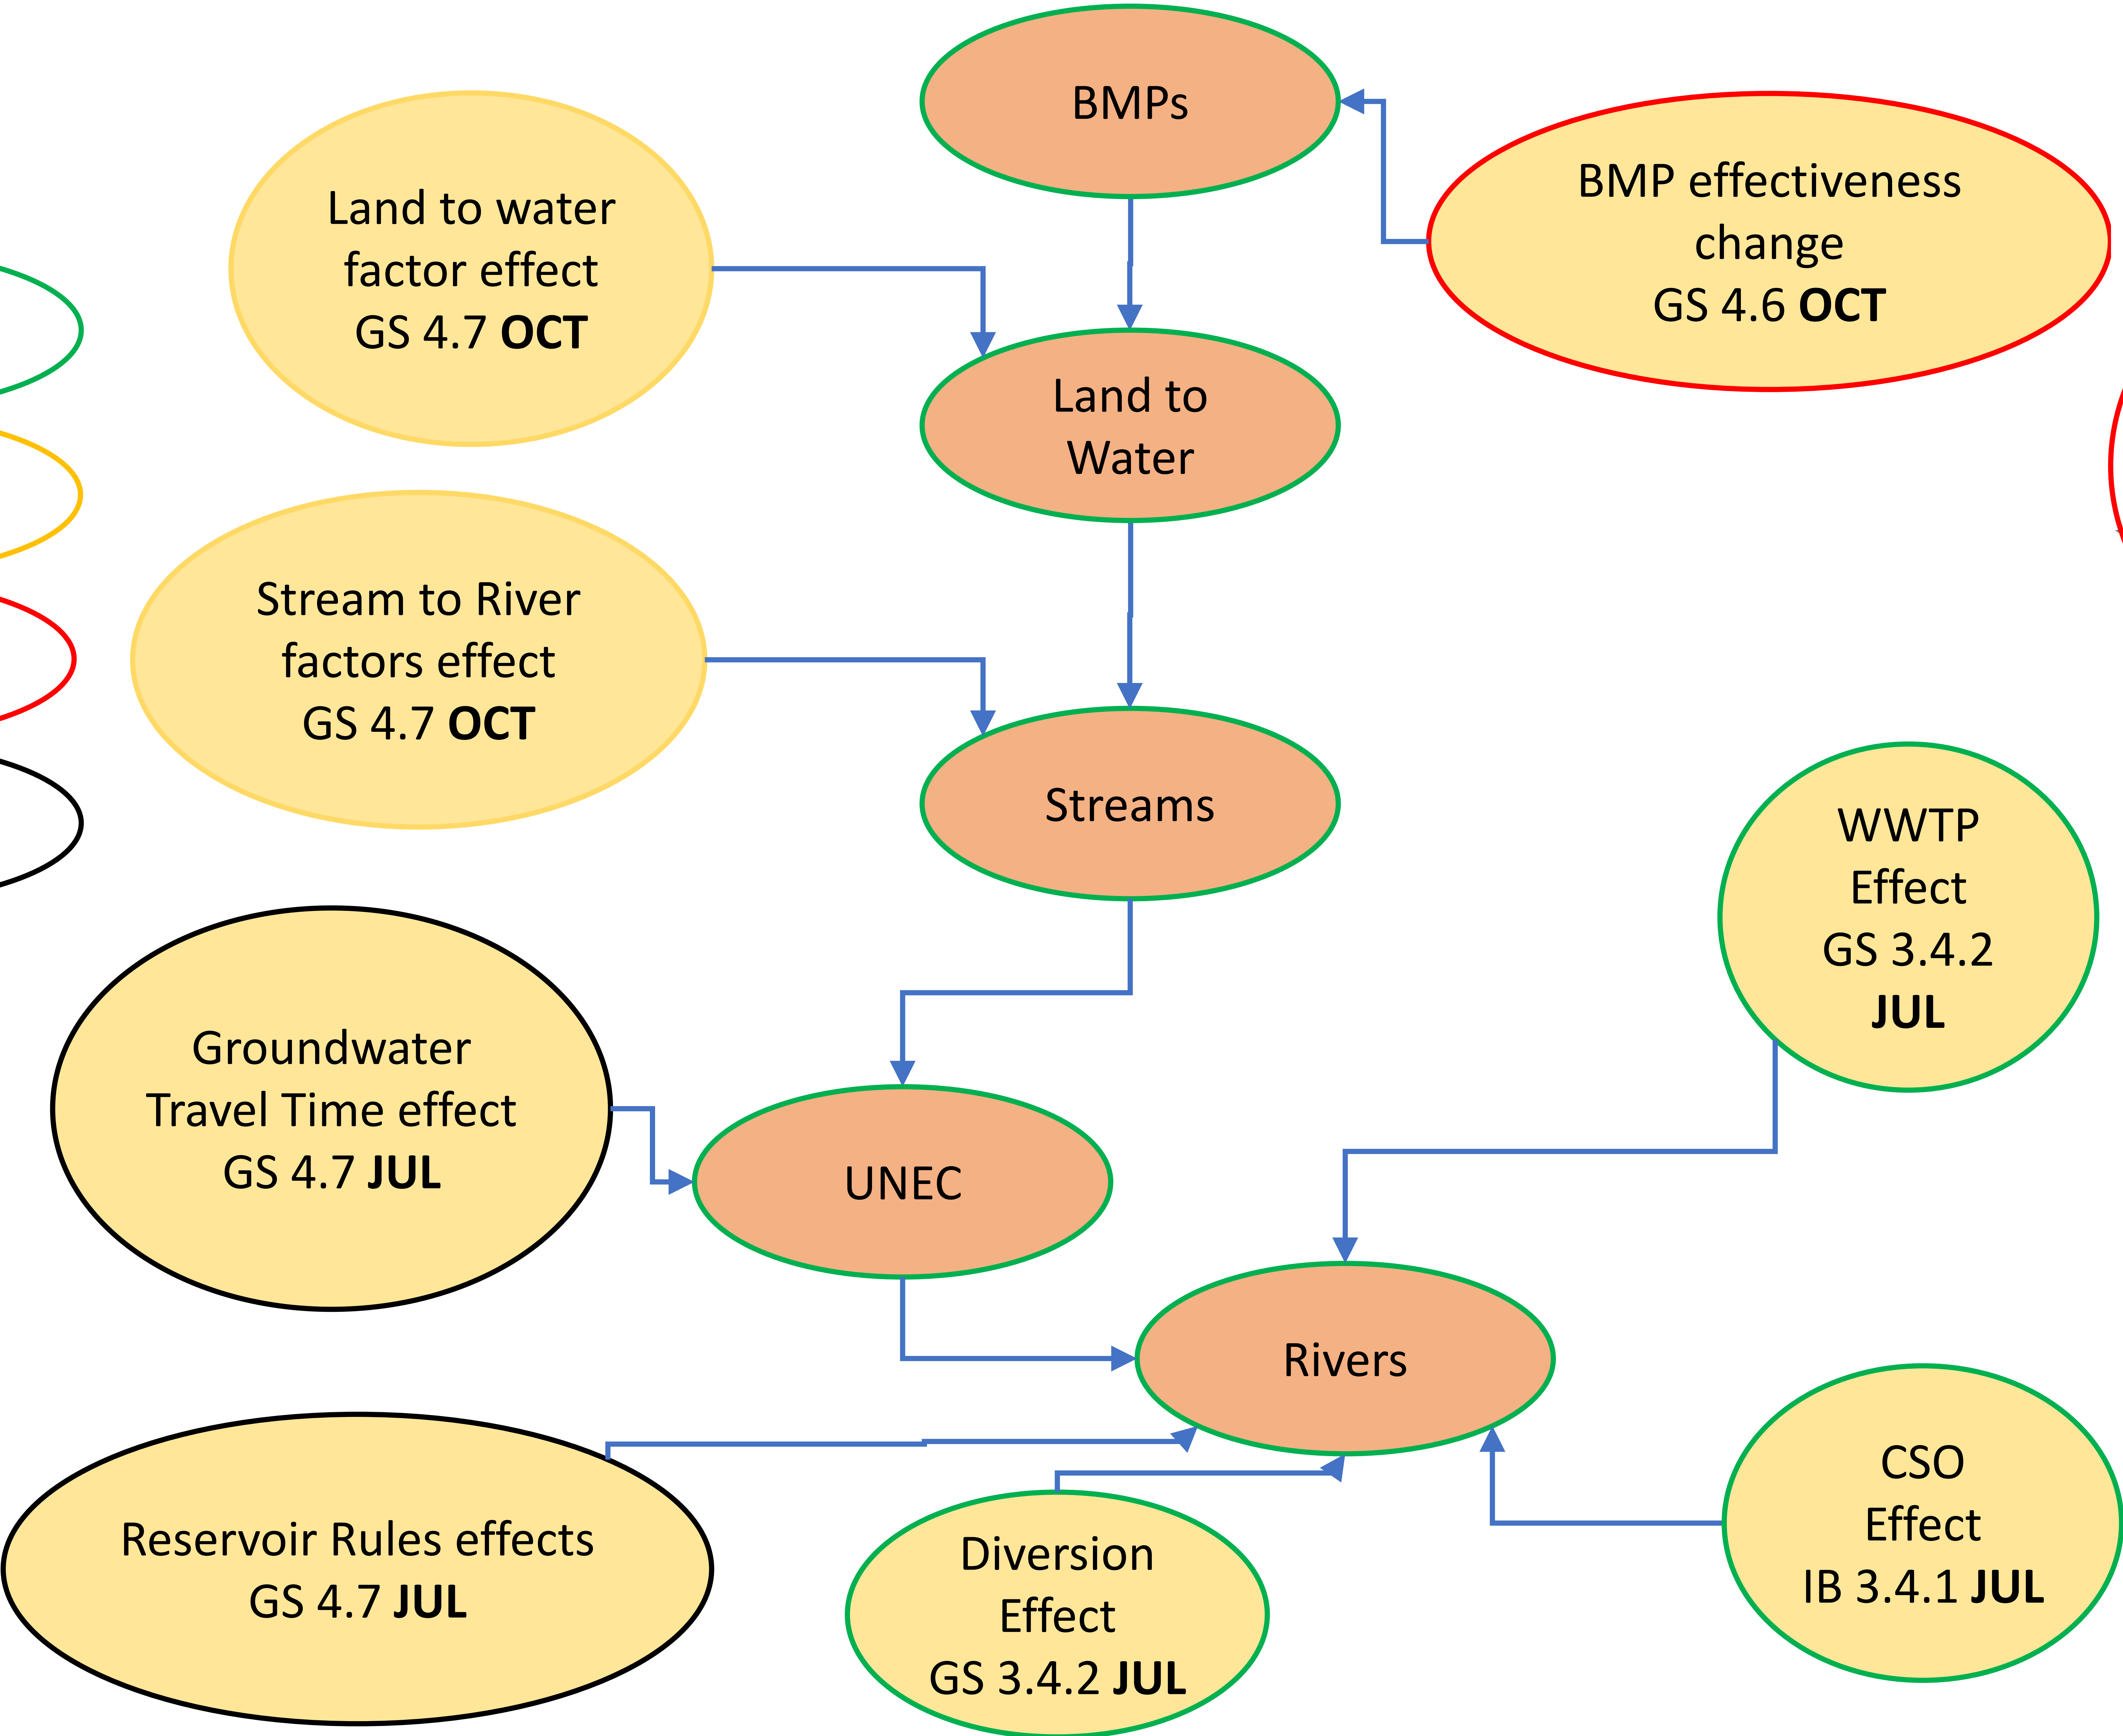 BMPs
Land to water
factor effect
GS 4.7 OCT
BMP effectiveness
change
GS 4.6 OCT
Land to
Water
Stream to River
factors effect
GS 4.7 OCT
Streams
WWTP
Effect
GS 3.4.2
JUL
Groundwater
Travel Time effect
GS 4.7 JUL
UNEC
Rivers
Reservoir Rules effects
GS 4.7 JUL
Diversion
Effect
GS 3.4.2 JUL
CSO
Effect
IB 3.4.1 JUL